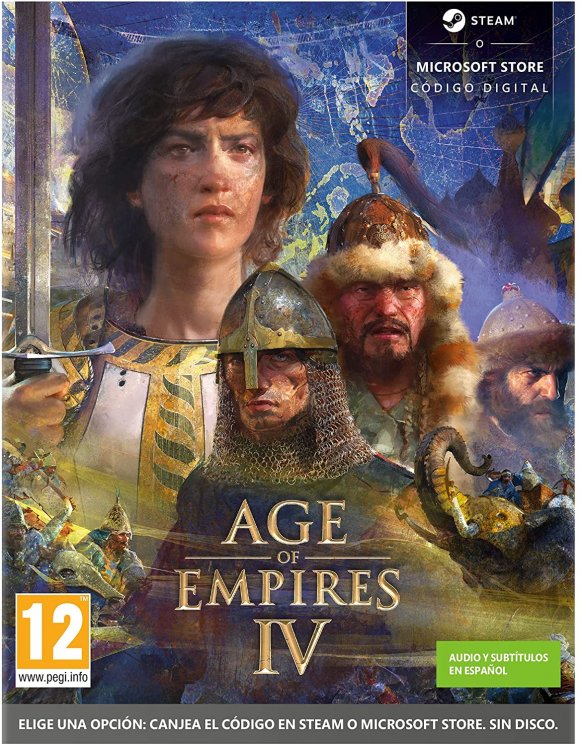 STEAM
O
MICROSOFT STORE
CÓDIGO DIGITAL
AGE
OF
EMPIRES
IV
12
www.pegi.info
AUDIO Y SUBTÍTULOS
EN ESPAÑOL
ELIGE UNA OPCIÓN: CANJEA EL CÓDIGO EN STEAM O MICROSOFT STORE. SIN DISCO.